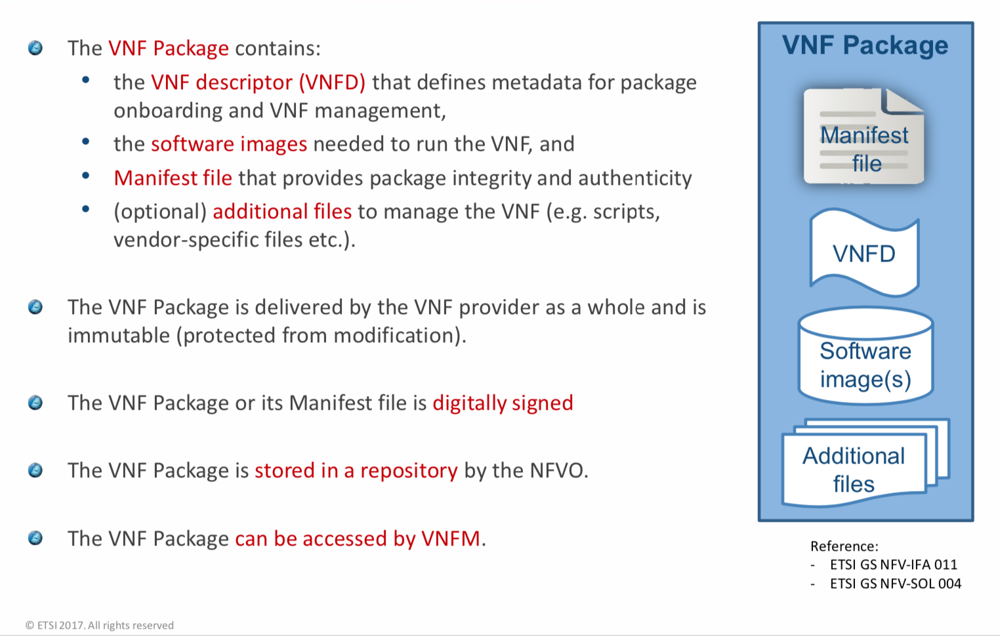 The VNF Package contains:
• the VNF descriptor (VNFD) that defines metadata for package
onboarding and VNF management,
• the software images needed to run the VNF, and
• Manifest file that provides package integrity and authenticity
• (optional) additional files to manage the VNF (e.g. scripts,
vendor-specific files etc.).
The VNF Package is delivered by the VNF provider as a whole and is
immutable (protected from modification).
The VNF Package or its Manifest file is digitally signed
The VNF Package is stored in a repository by the NFVO.
The VNF Package can be accessed by VNFM.
VNF Package
Manifest
file
VNFD
Software
image(s)
Additional
files
Reference:
- ETSI GS NFV-IFA 011
- ETSI GS NFV-SOL 004
© ETSI 2017. All rights reserved